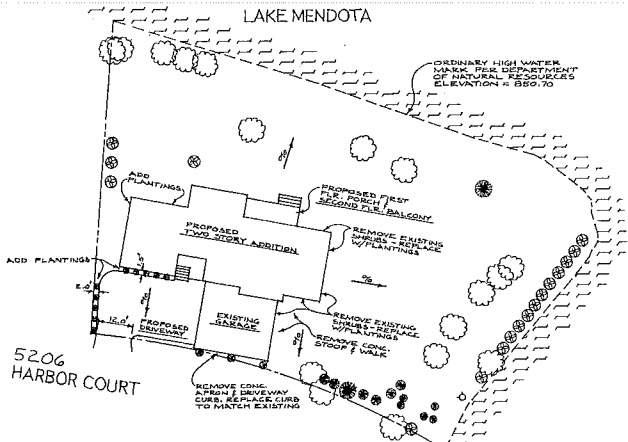 LAKE MENDOTA
ORDINARY HIGH WATER
MARK PER DEPARTMENT
OF NATURAL RESOURCES
ELEVATION = 850.70
ADD
PLANTINGS
PROPOSED FIRST
FLR. PORCH /
SECOND FLR. BALCONY
PROPOSED
TWO STORY ADDITION
REMOVE EXISTING
SHRUBS - REPLACE
W/PLANTINGS
ADD PLANTINGS
2.0'
12.0'
PROPOSED
DRIVEWAY
EXISTING
GARAGE
REMOVE EXISTING
SHRUBS - REPLACE
W/PLANTINGS
REMOVE CONC.
STOOP & WALK
5206
HARBOR COURT
REMOVE CONC.
APRON & DRIVEWAY
CURB. REPLACE CURB
TO MATCH EXISTING